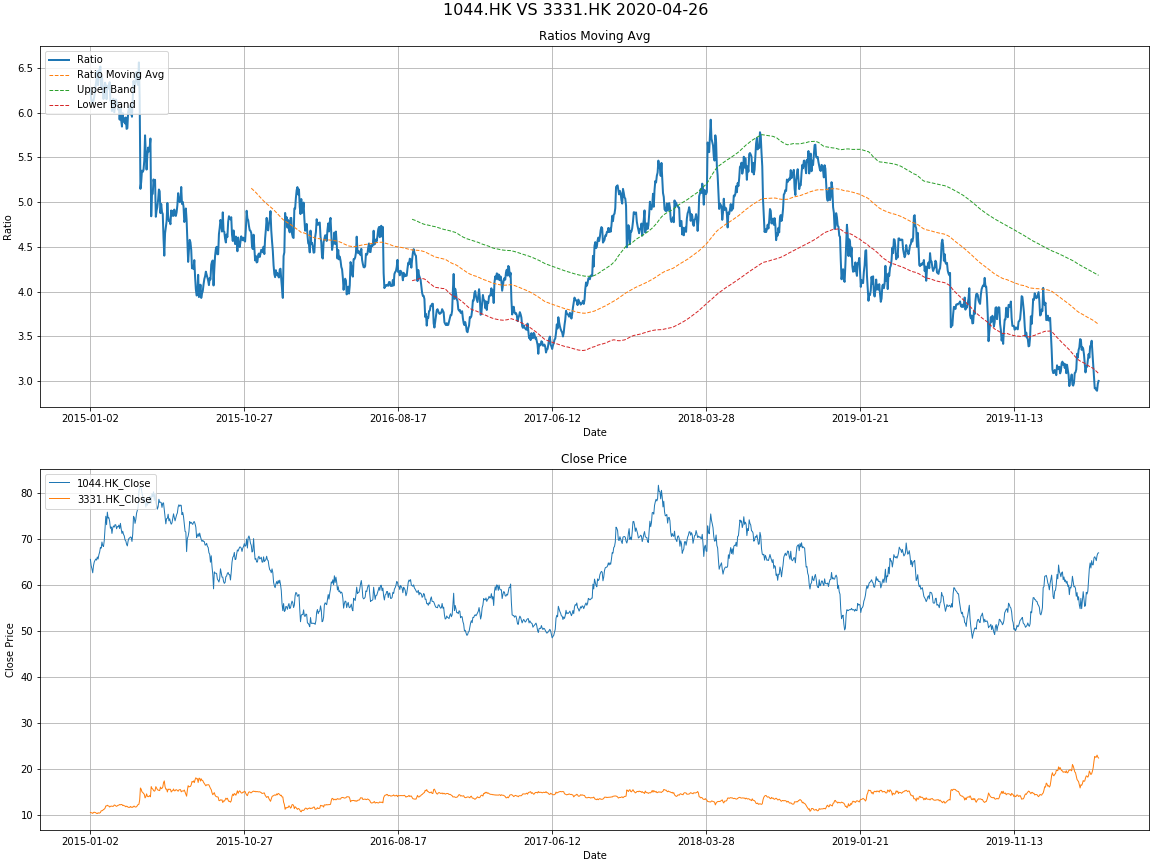 1044.HK VS 3331.HK 2020-04-26
Ratios Moving Avg
Ratio
Ratio Moving Avg
Upper Band
Lower Band
6.5
6.0
5.5
5.0
4.5
4.0
3.5
3.0
Ratio
2015-01-02 2015-10-27 2016-08-17 2017-06-12 2018-03-28 2019-01-21 2019-11-13
Date
Close Price
1044.HK_Close
3331.HK_Close
80
70
60
50
40
30
20
10
Close Price
2015-01-02 2015-10-27 2016-08-17 2017-06-12 2018-03-28 2019-01-21 2019-11-13
Date